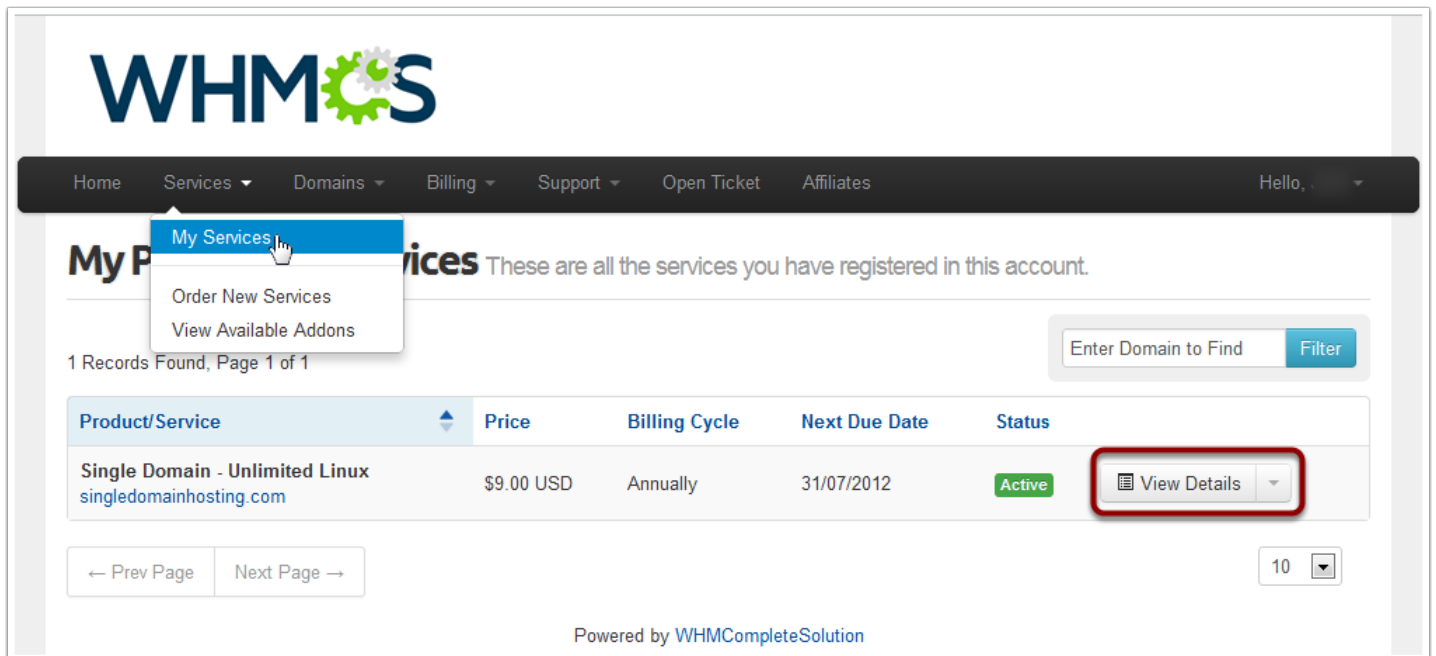 WHMCS
Home Services Domains Billing Support Open Ticket Affiliates Hello,
My Services
My P vices These are all the services you have registered in this account.
Order New Services
View Available Addons
1 Records Found, Page 1 of 1
Enter Domain to Find Filter
Product/Service Price Billing Cycle Next Due Date Status
Single Domain - Unlimited Linux
singledomainhosting.com
$9.00 USD Annually 31/07/2012 Active View Details
← Prev Page Next Page → 10
Powered by WHMCompleteSolution